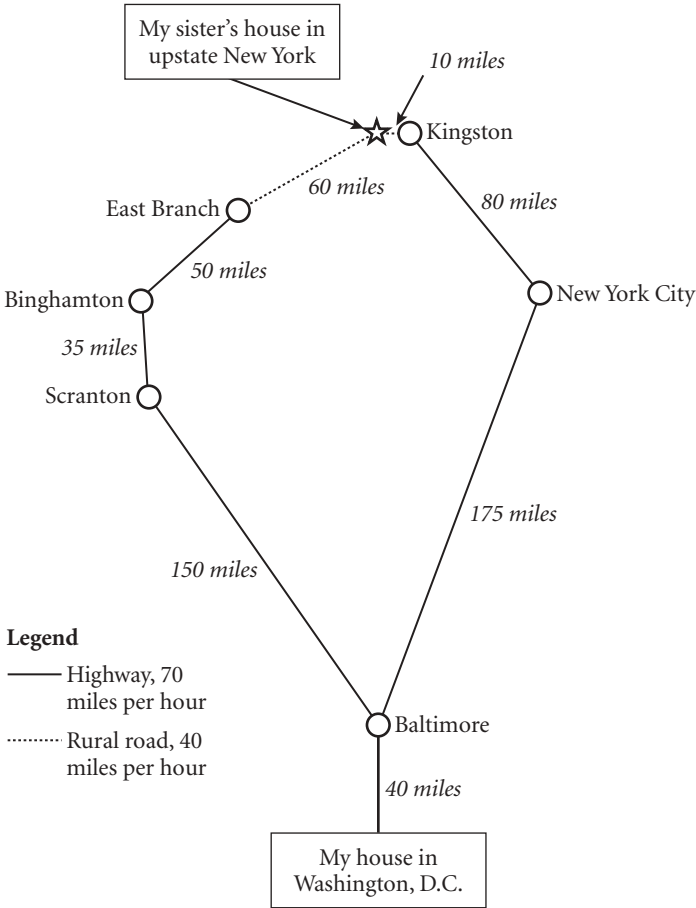 My sister's house in
upstate New York
10 miles
Kingston
60 miles
80 miles
East Branch
50 miles
Binghamton
New York City
35 miles
Scranton
175 miles
150 miles
Legend
Highway, 70
miles per hour
Baltimore
Rural road, 40
miles per hour
40 miles
My house in
Washington, D.C.